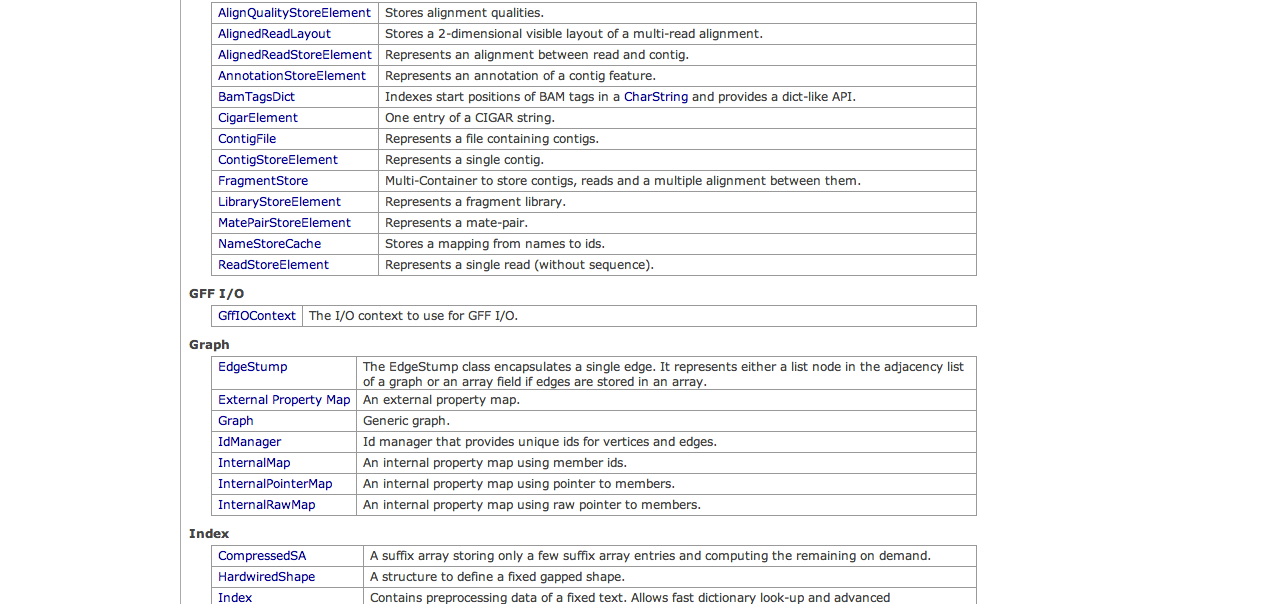 AlignQualityStoreElement Stores alignment qualities.
AlignedReadLayout Stores a 2-dimensional visible layout of a multi-read alignment.
AlignedReadStoreElement Represents an alignment between read and contig.
AnnotationStoreElement Represents an annotation of a contig feature.
BamTagsDict Indexes start positions of BAM tags in a CharString and provides a dict-like API.
CigarElement One entry of a CIGAR string.
ContigFile Represents a file containing contigs.
ContigStoreElement Represents a single contig.
FragmentStore Multi-Container to store contigs, reads and a multiple alignment between them.
LibraryStoreElement Represents a fragment library.
MatePairStoreElement Represents a mate-pair.
NameStoreCache Stores a mapping from names to ids.
ReadStoreElement Represents a single read (without sequence).
GFF I/O
GffIOContext The I/O context to use for GFF I/O.
Graph
EdgeStump The EdgeStump class encapsulates a single edge. It represents either a list node in the adjacency list
of a graph or an array field if edges are stored in an array.
External Property Map An external property map.
Graph Generic graph.
IdManager Id manager that provides unique ids for vertices and edges.
InternalMap An internal property map using member ids.
InternalPointerMap An internal property map using pointer to members.
InternalRawMap An internal property map using raw pointer to members.
Index
CompressedSA A suffix array storing only a few suffix array entries and computing the remaining on demand.
HardwiredShape A structure to define a fixed gapped shape.
Index Contains preprocessing data of a fixed text. Allows fast dictionary look-up and advanced